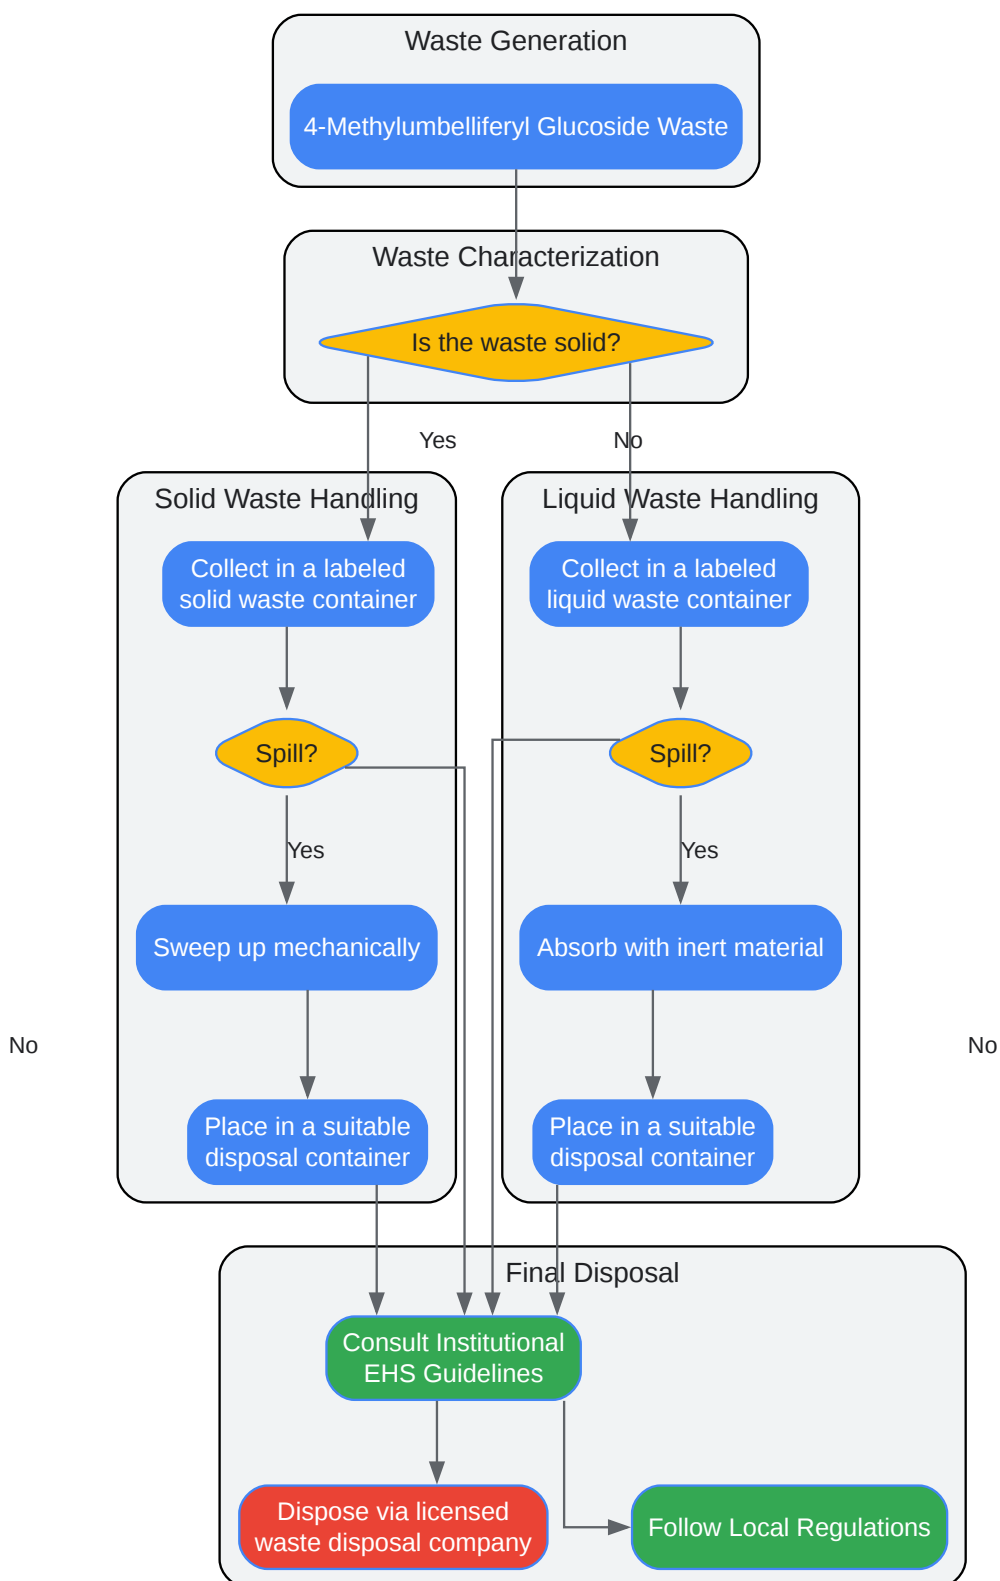 Waste Generation
4-Methylumbelliferyl Glucoside Waste
Waste Characterization
Is the waste solid?
Yes
No
Solid Waste Handling
Liquid Waste Handling
Collect in a labeled
solid waste container
Collect in a labeled
liquid waste container
Spill?
Spill?
Yes
Yes
Sweep up mechanically
Absorb with inert material
No
No
Place in a suitable
disposal container
Place in a suitable
disposal container
Final Disposal
Consult Institutional
EHS Guidelines
Dispose via licensed
waste disposal company
Follow Local Regulations